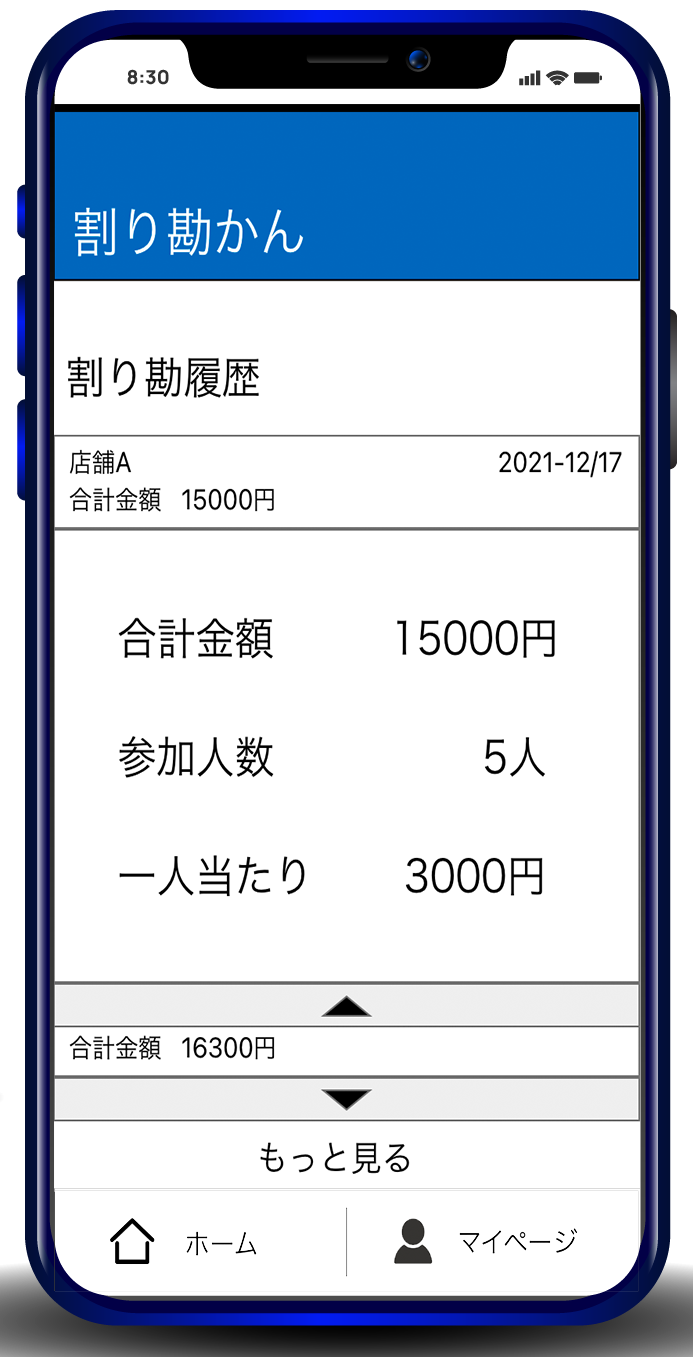 8:30
割り勘かん
割り勘履歴
店舗A 2021-12/17
合計金額 15000円
合計金額 15000円
参加人数 5人
一人当たり 3000円
合計金額 16300円
もっと見る
ホーム マイページ